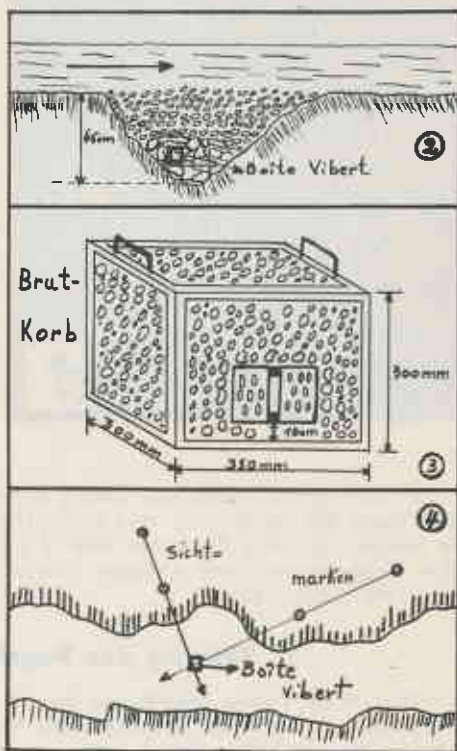 ②
65cm
Boîte Vibert
Brut-
Korb
300mm
10cm
300mm
350mm
③
④
Sicht=
marken
Boîte
Vibert